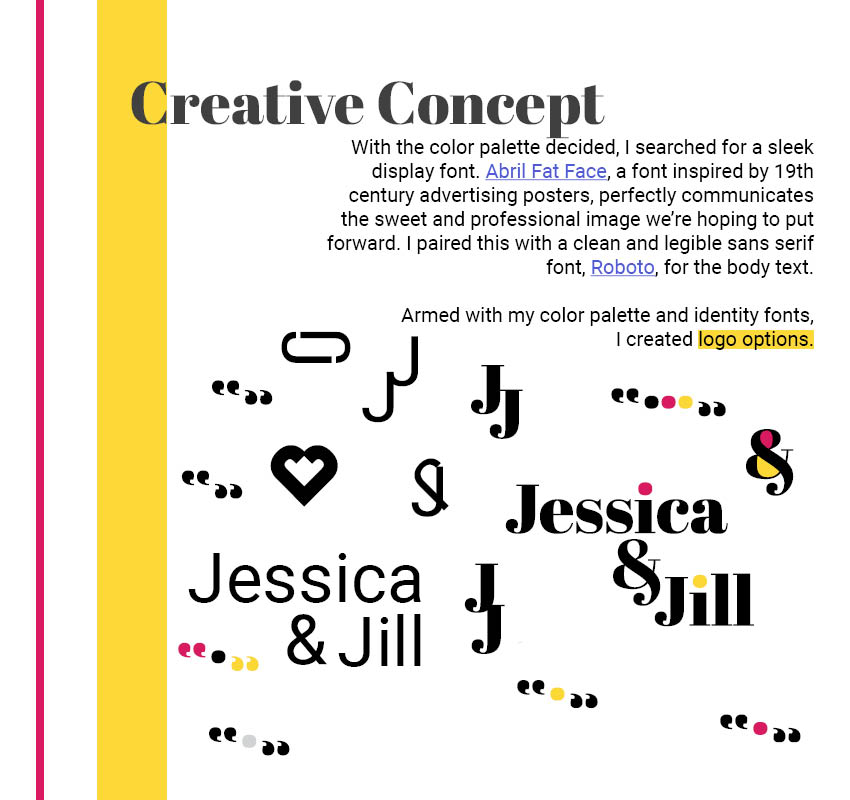 Creative Concept
With the color palette decided, I searched for a sleek
display font. Abril Fat Face, a font inspired by 19th
century advertising posters, perfectly communicates
the sweet and professional image we’re hoping to put
forward. I paired this with a clean and legible sans serif
font, Roboto, for the body text.
Armed with my color palette and identity fonts,
I created logo options.
J
J
JJ
“„
“...„
&
“„
&
Jessica
& Jill
Jessica
& Jill
J
J
“.„
“.„
“.„
“.„